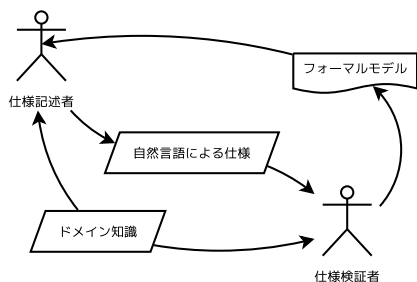 フォーマルモデル
仕様記述者
自然言語による仕様
ドメイン知識
仕様検証者